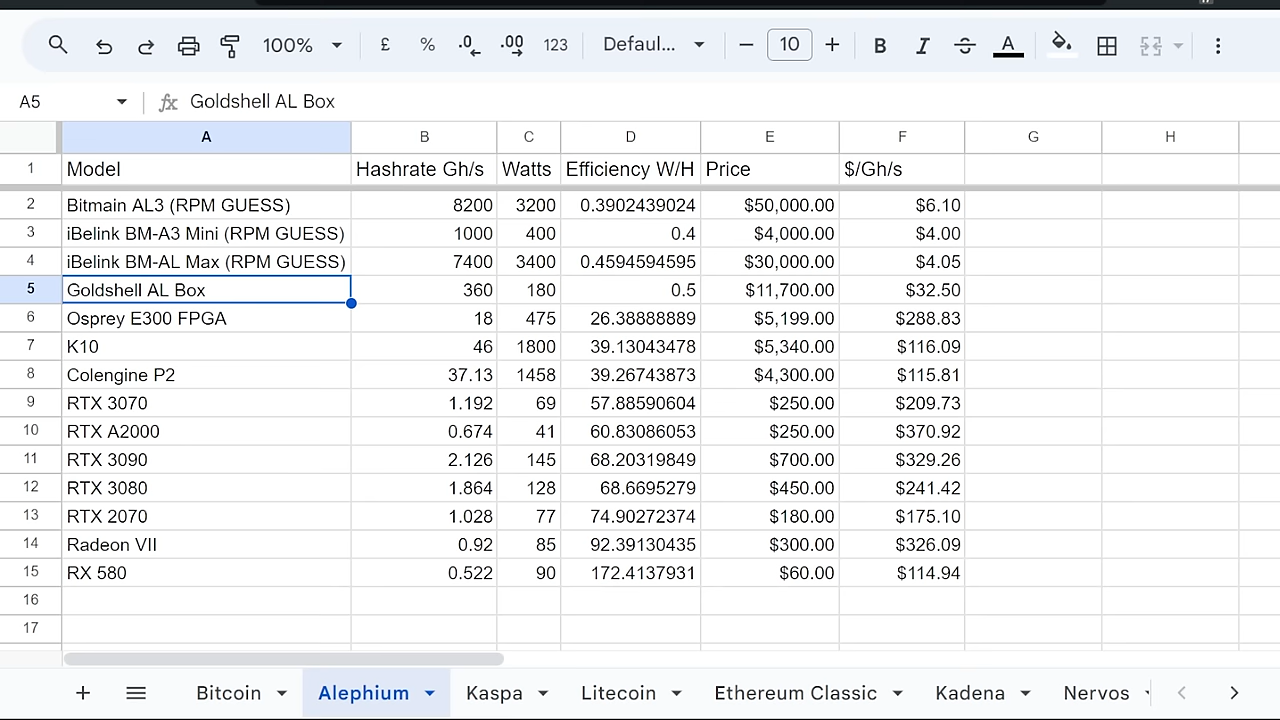 100% £ % .0 .00 123 Defaul... − 10 + B I A
A5 fx Goldshell AL Box
A B C D E F G H
1 Model Hashrate Gh/s Watts Efficiency W/H Price $/Gh/s
2 Bitmain AL3 (RPM GUESS) 8200 3200 0.3902439024 $50,000.00 $6.10
3 iBelink BM-A3 Mini (RPM GUESS) 1000 400 0.4 $4,000.00 $4.00
4 iBelink BM-AL Max (RPM GUESS) 7400 3400 0.4594594595 $30,000.00 $4.05
5 Goldshell AL Box 360 180 0.5 $11,700.00 $32.50
6 Osprey E300 FPGA 18 475 26.38888889 $5,199.00 $288.83
7 K10 46 1800 39.13043478 $5,340.00 $116.09
8 Colengine P2 37.13 1458 39.26743873 $4,300.00 $115.81
9 RTX 3070 1.192 69 57.88590604 $250.00 $209.73
10 RTX A2000 0.674 41 60.83086053 $250.00 $370.92
11 RTX 3090 2.126 145 68.20319849 $700.00 $329.26
12 RTX 3080 1.864 128 68.6695279 $450.00 $241.42
13 RTX 2070 1.028 77 74.90272374 $180.00 $175.10
14 Radeon VII 0.92 85 92.39130435 $300.00 $326.09
15 RX 580 0.522 90 172.4137931 $60.00 $114.94
16
17
+ Bitcoin Alephium Kaspa Litecoin Ethereum Classic Kadena Nervos